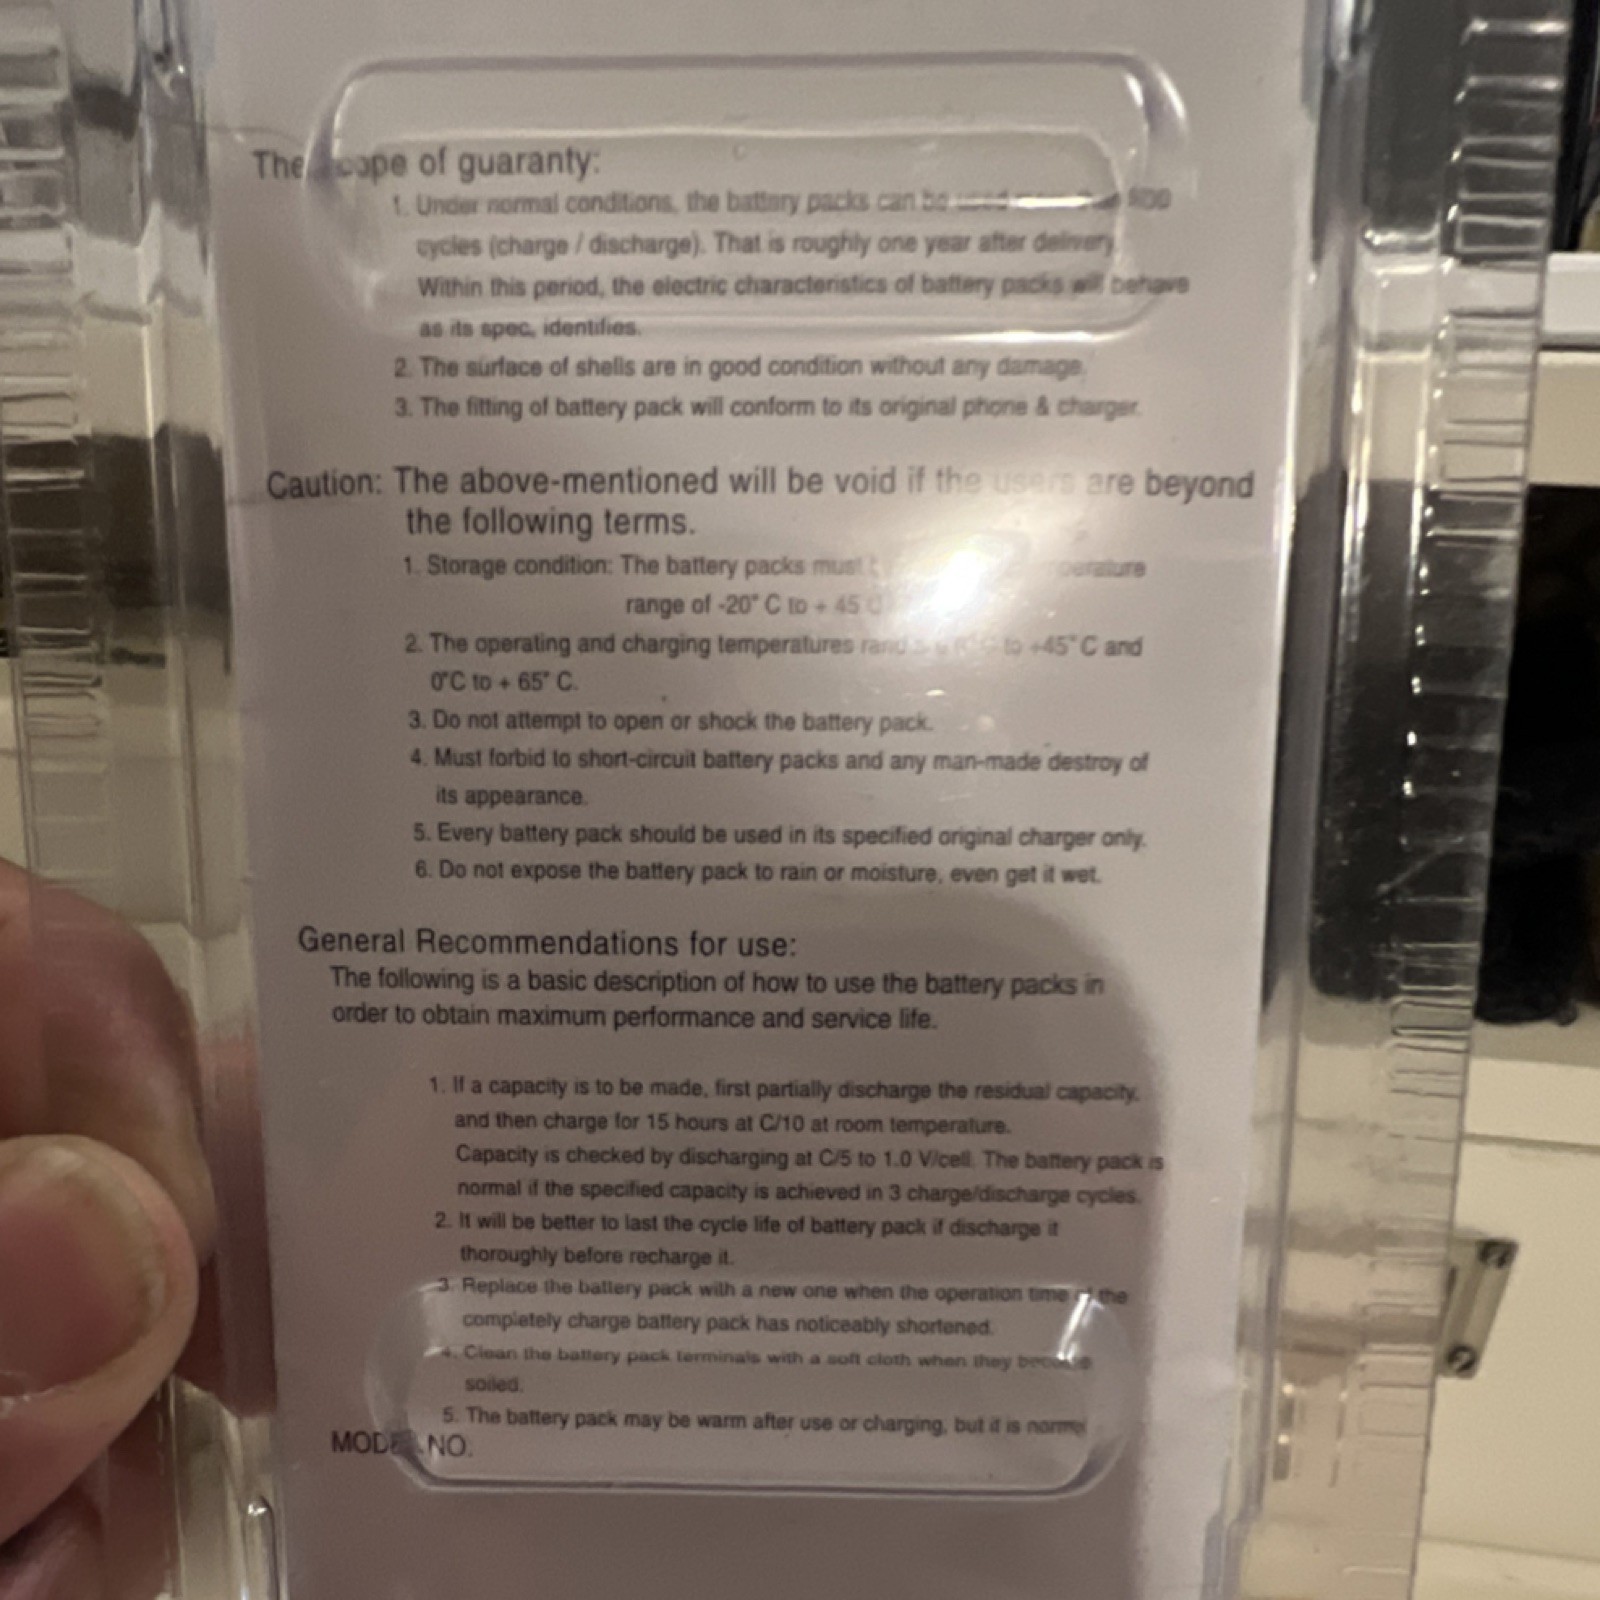 The scope of guaranty:
1. Under normal conditions, the battery packs can be used
cycles (charge / discharge). That is roughly one year after delivery.
Within this period, the electric characteristics of battery packs will behave
as its spec, identifies.
2. The surface of shells are in good condition without any damage.
3. The fitting of battery pack will conform to its original phone & charger.
Caution: The above-mentioned will be void if the users are beyond
the following terms.
1. Storage condition: The battery packs must
range of -20° C to + 45
2. The operating and charging temperatures to +45° C and
0°C to + 65° C.
3. Do not attempt to open or shock the battery pack.
4. Must forbid to short-circuit battery packs and any man-made destroy of
its appearance.
5. Every battery pack should be used in its specified original charger only.
6. Do not expose the battery pack to rain or moisture, even get it wet.
General Recommendations for use:
The following is a basic description of how to use the battery packs in
order to obtain maximum performance and service life.
1. If a capacity is to be made, first partially discharge the residual capacity.
and then charge for 15 hours at C/10 at room temperature.
Capacity is checked by discharging at C/5 to 1.0 V/cell. The battery pack is
normal if the specified capacity is achieved in 3 charge/discharge cycles.
2. It will be better to last the cycle life of battery pack if discharge it
thoroughly before recharge it.
3. Replace the battery pack with a new one when the operation time of the
completely charge battery pack has noticeably shortened.
4. Clean the battery pack terminals with a soft cloth when they become
soiled.
5. The battery pack may be warm after use or charging, but it is normal
MODEL NO.